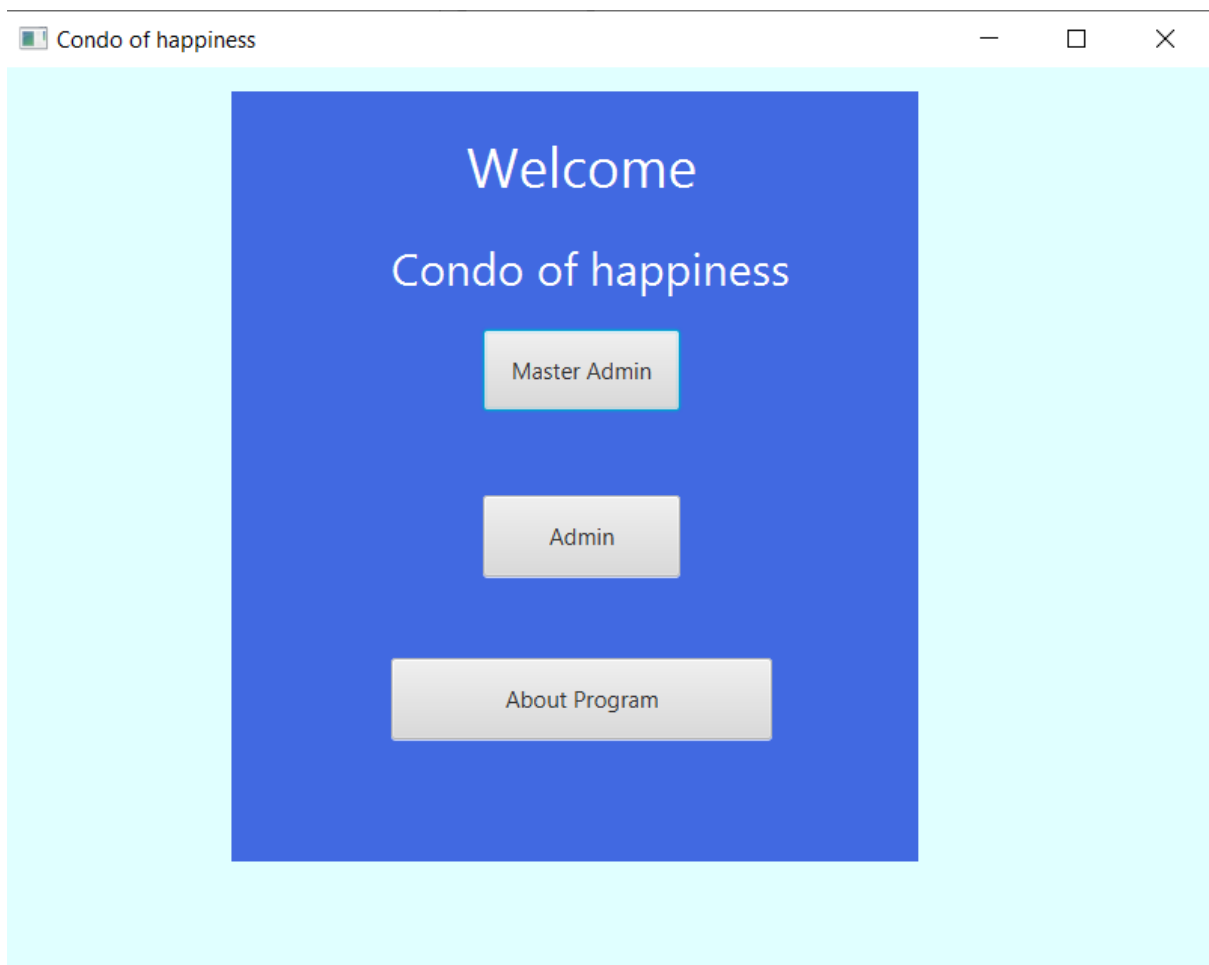 Condo of happiness
Welcome
Condo of happiness
Master Admin
Admin
About Program